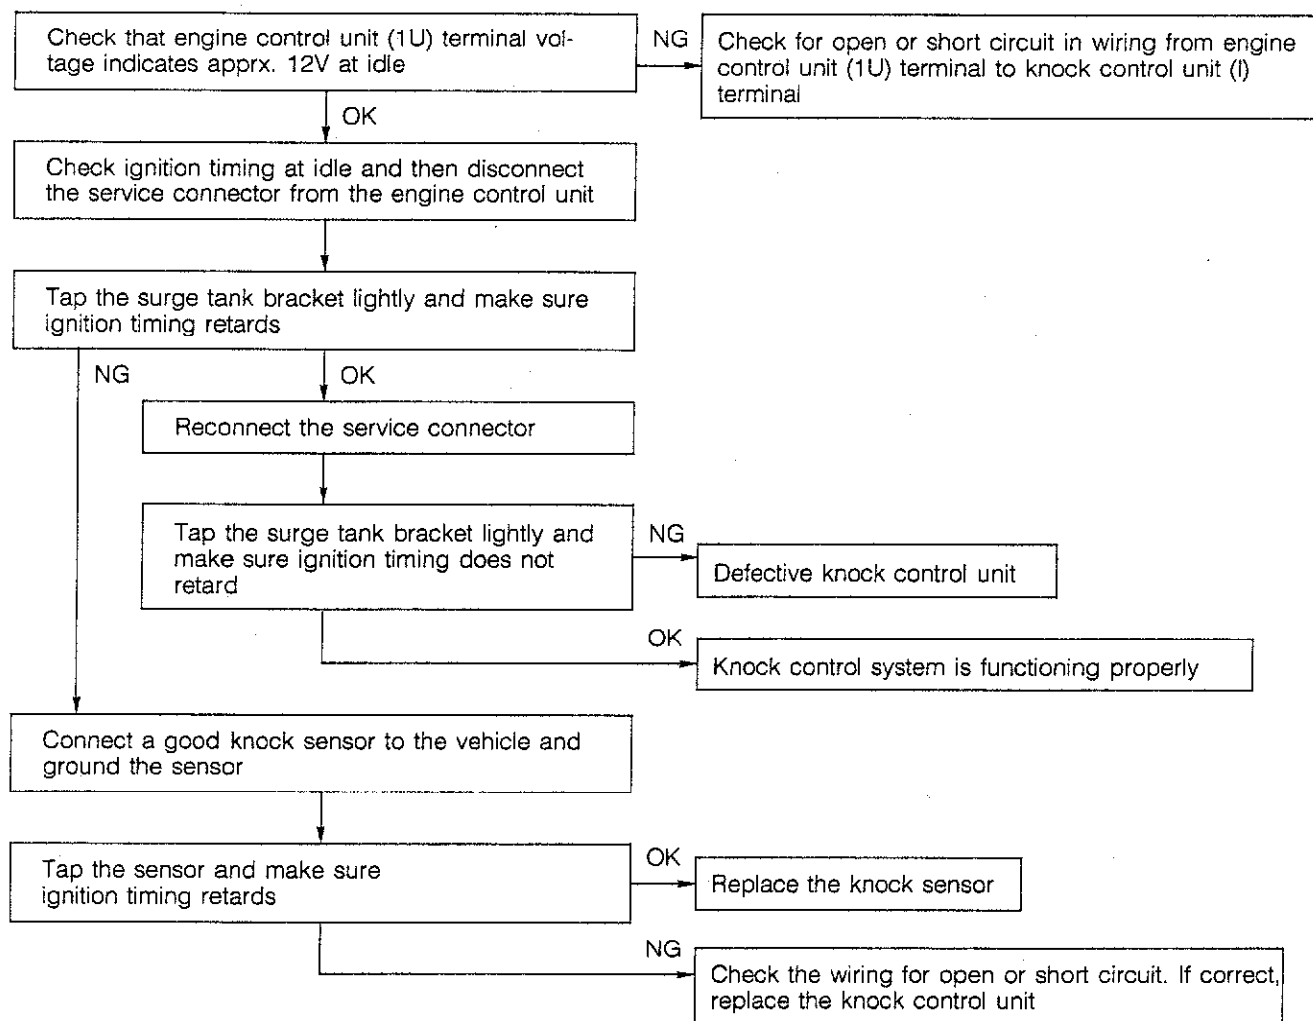 Check that engine control unit (1U) terminal vol-
tage indicates apprx. 12V at idle
NG
Check for open or short circuit in wiring from engine
control unit (1U) terminal to knock control unit (I)
terminal
OK
Check ignition timing at idle and then disconnect
the service connector from the engine control unit
Tap the surge tank bracket lightly and make sure
ignition timing retards
NG
OK
Reconnect the service connector
Tap the surge tank bracket lightly and
make sure ignition timing does not
retard
NG
Defective knock control unit
OK
Knock control system is functioning properly
Connect a good knock sensor to the vehicle and
ground the sensor
Tap the sensor and make sure
ignition timing retards
OK
Replace the knock sensor
NG
Check the wiring for open or short circuit. If correct,
replace the knock control unit